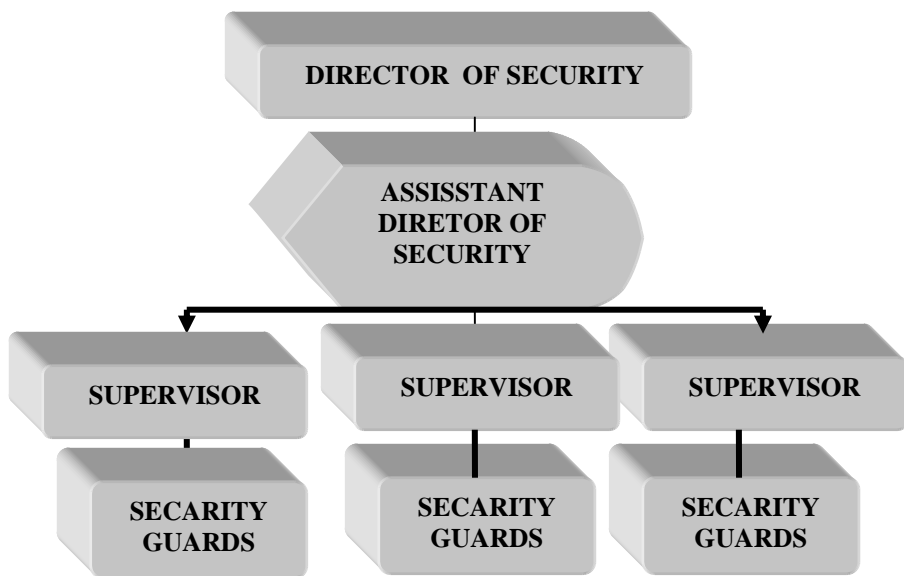 DIRECTOR OF SECURITY
ASSISSTANT
DIRETOR OF
SECURITY
SUPERVISOR
SUPERVISOR
SUPERVISOR
SECARITY
GUARDS
SECARITY
GUARDS
SECARITY
GUARDS